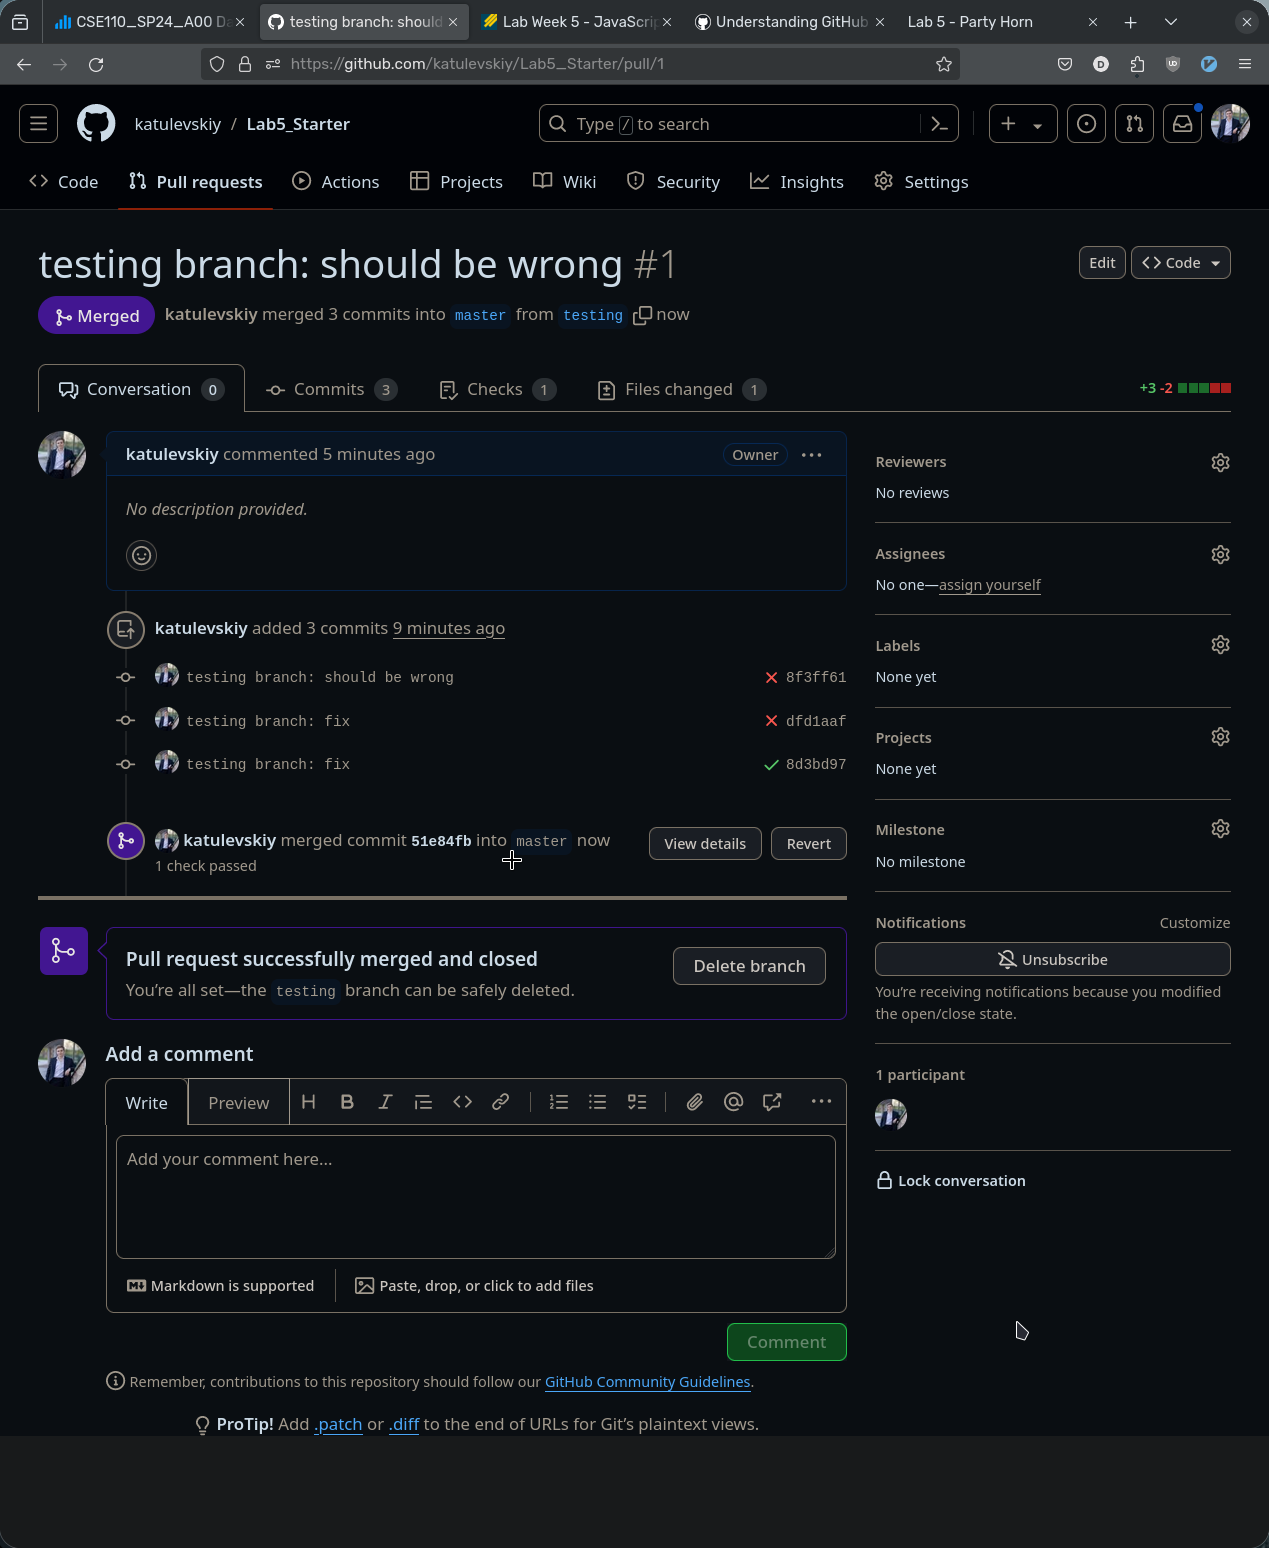 CSE110_SP24_A00 Da
testing branch: should
Lab Week 5 - JavaScrip
Understanding GitHub
Lab 5 - Party Horn
https://github.com/katulevskiy/Lab5_Starter/pull/1
katulevskiy / Lab5_Starter
Type / to search
Code
Pull requests
Actions
Projects
Wiki
Security
Insights
Settings
testing branch: should be wrong #1
Edit
Code
Merged
katulevskiy merged 3 commits into master from testing now
Conversation 0
Commits 3
Checks 1
Files changed 1
+3 -2
katulevskiy commented 5 minutes ago
Owner
No description provided.
katulevskiy added 3 commits 9 minutes ago
testing branch: should be wrong 8f3ff61
testing branch: fix dfd1aaf
testing branch: fix 8d3bd97
katulevskiy merged commit 51e84fb into master now
1 check passed
View details
Revert
Pull request successfully merged and closed
You're all set—the testing branch can be safely deleted.
Delete branch
Add a comment
Write
Preview
Add your comment here...
Markdown is supported
Paste, drop, or click to add files
Comment
Remember, contributions to this repository should follow our GitHub Community Guidelines.
ProTip! Add .patch or .diff to the end of URLs for Git's plaintext views.
Reviewers
No reviews
Assignees
No one—assign yourself
Labels
None yet
Projects
None yet
Milestone
No milestone
Notifications
Customize
Unsubscribe
You're receiving notifications because you modified
the open/close state.
1 participant
Lock conversation